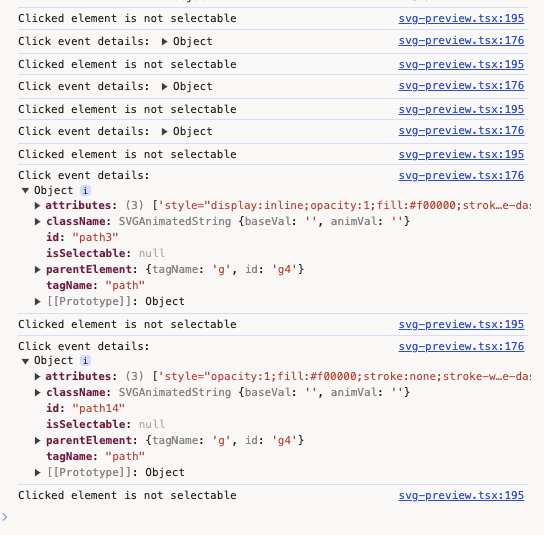 Clicked element is not selectable svg-preview.tsx:195
Click event details: ▶ Object svg-preview.tsx:176
Clicked element is not selectable svg-preview.tsx:195
Click event details: ▶ Object svg-preview.tsx:176
Clicked element is not selectable svg-preview.tsx:195
Click event details: ▶ Object svg-preview.tsx:176
Clicked element is not selectable svg-preview.tsx:195
Click event details: svg-preview.tsx:176
▼ Object i
▶ attributes: (3) ['style="display:inline;opacity:1;fill:#f00000;strok…e-das
▶ className: SVGAnimatedString {baseVal: '', animVal: ''}
id: "path3"
isSelectable: null
▶ parentElement: {tagName: 'g', id: 'g4'}
tagName: "path"
▶ [[Prototype]]: Object
Clicked element is not selectable svg-preview.tsx:195
Click event details: svg-preview.tsx:176
▼ Object i
▶ attributes: (3) ['style="opacity:1;fill:#f00000;stroke:none;stroke-w…e-das
▶ className: SVGAnimatedString {baseVal: '', animVal: ''}
id: "path14"
isSelectable: null
▶ parentElement: {tagName: 'g', id: 'g4'}
tagName: "path"
▶ [[Prototype]]: Object
Clicked element is not selectable svg-preview.tsx:195
>